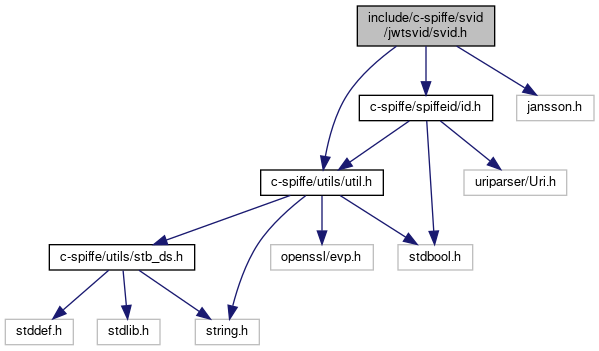 include/c-spiffe/svid
/jwtsvid/svid.h
c-spiffe/spiffeid/id.h
jansson.h
c-spiffe/utils/util.h
uriparser/Uri.h
c-spiffe/utils/stb_ds.h
openssl/evp.h
stdbool.h
stddef.h
stdlib.h
string.h